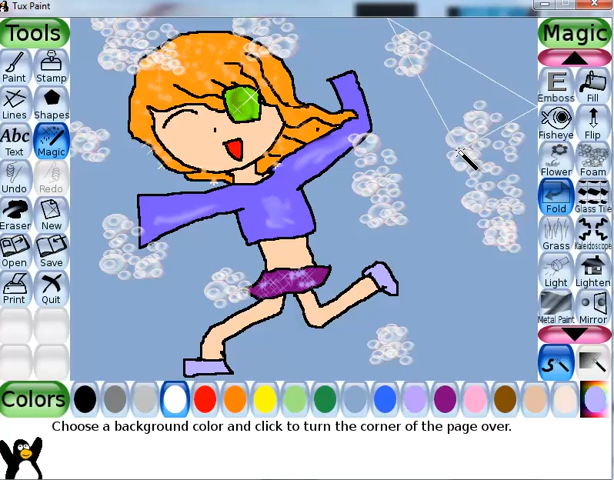 Tux Paint
Tools
Magic
Paint
Stamp
Lines
Shapes
Abc
Text
Magic
Undo
Redo
Eraser
New
Open
Save
Print
Quit
Emboss
Fill
Fisheye
Flip
Flower
Foam
Fold
Glass Tile
Grass
Kaleidoscope
Light
Lighten
Metal Paint
Mirror
Colors
Choose a background color and click to turn the corner of the page over.